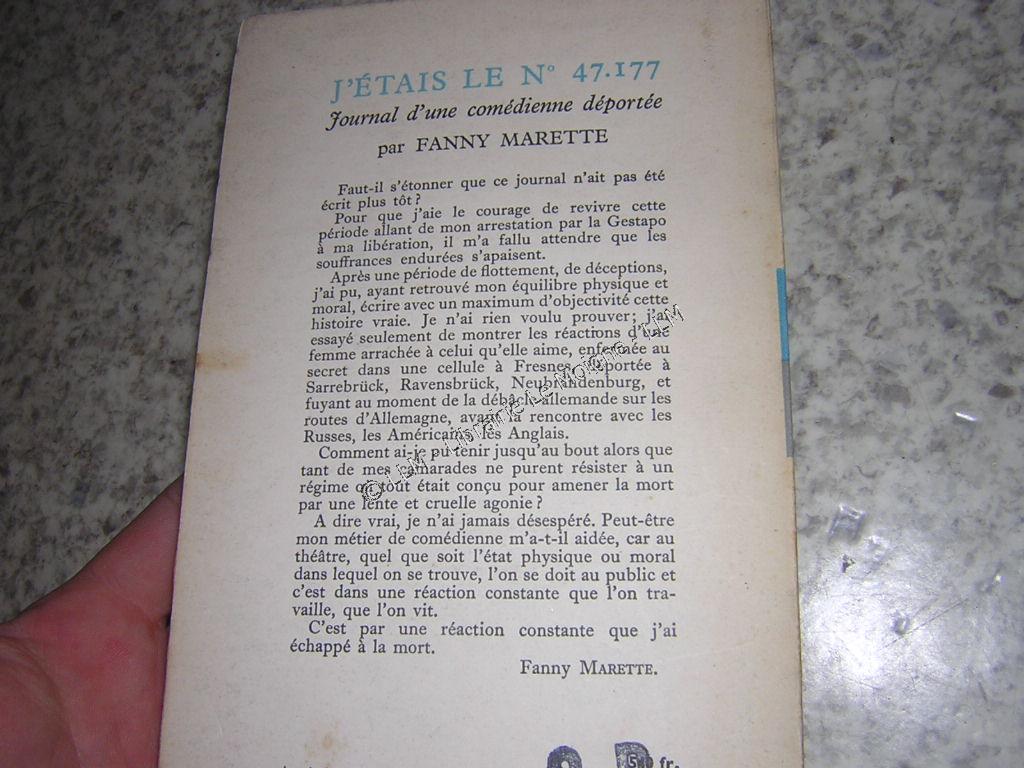 J'ÉTAIS LE Nº 47.177
Journal d'une comédienne déportée
par FANNY MARETTE
Faut-il s'étonner que ce journal n'ait pas été
écrit plus tôt ?
Pour que j'aie le courage de revivre cette
période allant de mon arrestation par la Gestapo
à ma libération, il m'a fallu attendre que les
souffrances endurées s'apaisent.
Après une période de flottement, de déceptions,
j'ai pu, ayant retrouvé mon équilibre physique et
moral, écrire avec un maximum d'objectivité cette
histoire vraie. Je n'ai rien voulu prouver; j'ai
essayé seulement de montrer les réactions d'une
femme arrachée à celui qu'elle aime, enfermée au
secret dans une cellule à Fresnes, déportée à
Sarrebrück, Ravensbrück, Neubrandenburg, et
fuyant au moment de la débâcle allemande sur les
routes d'Allemagne, avant la rencontre avec les
Russes, les Américains, les Anglais.
Comment ai-je pu tenir jusqu'au bout alors que
tant de mes camarades ne purent résister à un
régime où tout était conçu pour amener la mort
par une lente et cruelle agonie ?
A dire vrai, je n'ai jamais désespéré. Peut-être
mon métier de comédienne m'a-t-il aidée, car au
théâtre, quel que soit l'état physique ou moral
dans lequel on se trouve, l'on se doit au public et
c'est dans une réaction constante que l'on tra-
vaille, que l'on vit.
C'est par une réaction constante que j'ai
échappé à la mort.
Fanny MARETTE.
fr.
© LLM - Librairie Le Moigne - LLM